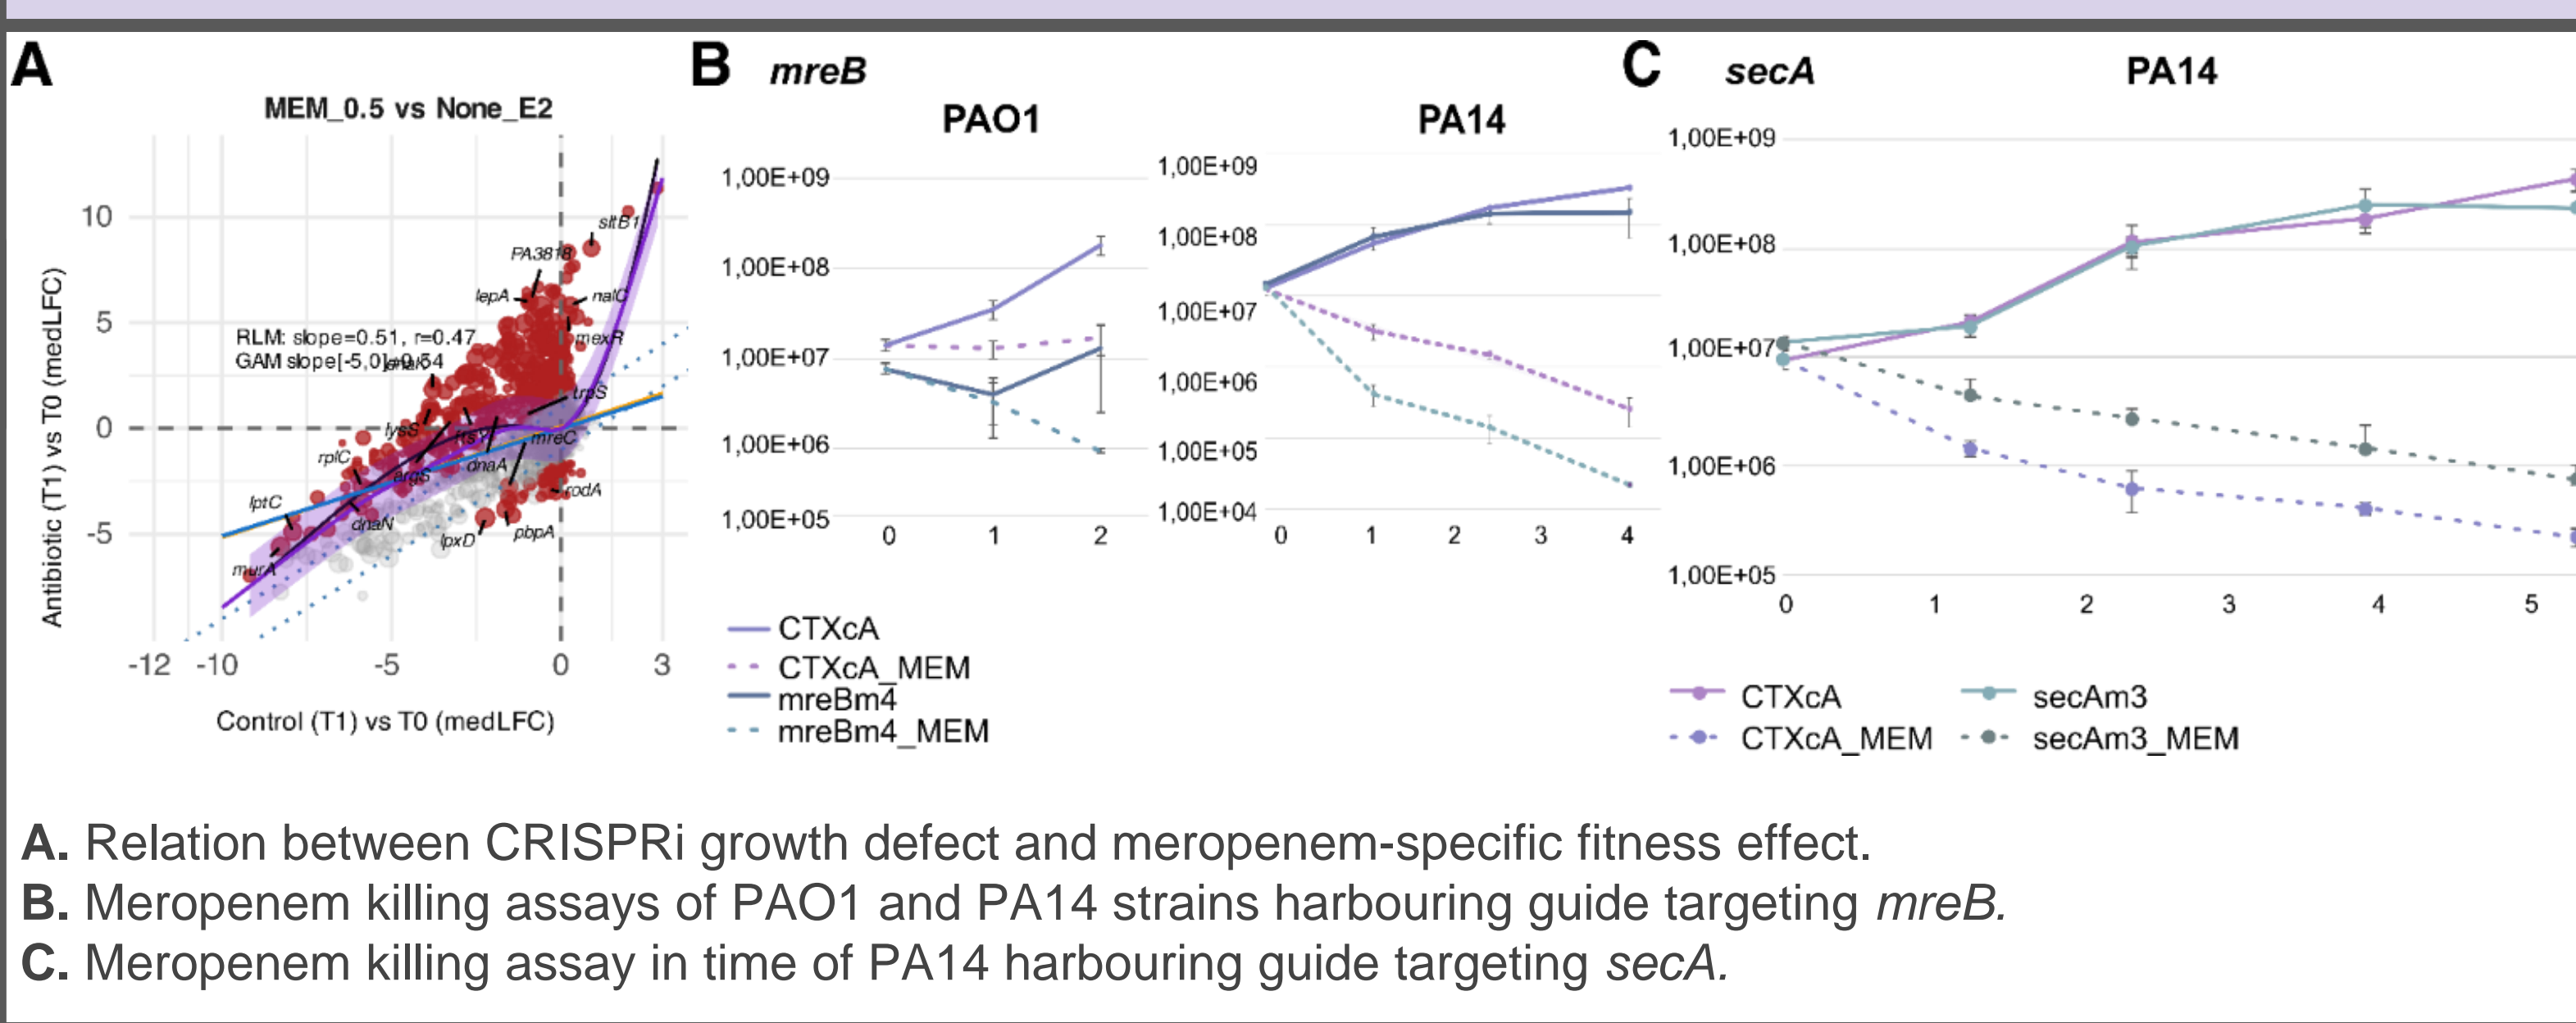 A
MEM_0.5 vs None_E2
Antibiotic (T1) vs T0 (medLFC)
10
5
0
-5
sltB1
PA3818
lepA
nalC
RLM: slope=0.51, r=0.47
mexR
GAM slope[-5,0]=0.54
trpS
lysS
mreC
rplC
dnaA
argS
lptC
rodA
dnaN
lpxD
pbpA
murA
-12 -10 -5 0 3
Control (T1) vs T0 (medLFC)
B mreB
PAO1
1,00E+09
1,00E+08
1,00E+07
1,00E+06
1,00E+05
0 1 2
PA14
1,00E+09
1,00E+08
1,00E+07
1,00E+06
1,00E+05
1,00E+04
0 1 2 3 4
CTXcA
CTXcA_MEM
mreBm4
mreBm4_MEM
C secA PA14
1,00E+09
1,00E+08
1,00E+07
1,00E+06
1,00E+05
0 1 2 3 4 5
CTXcA secAm3
CTXcA_MEM secAm3_MEM
A. Relation between CRISPRi growth defect and meropenem-specific fitness effect.
B. Meropenem killing assays of PAO1 and PA14 strains harbouring guide targeting mreB.
C. Meropenem killing assay in time of PA14 harbouring guide targeting secA.